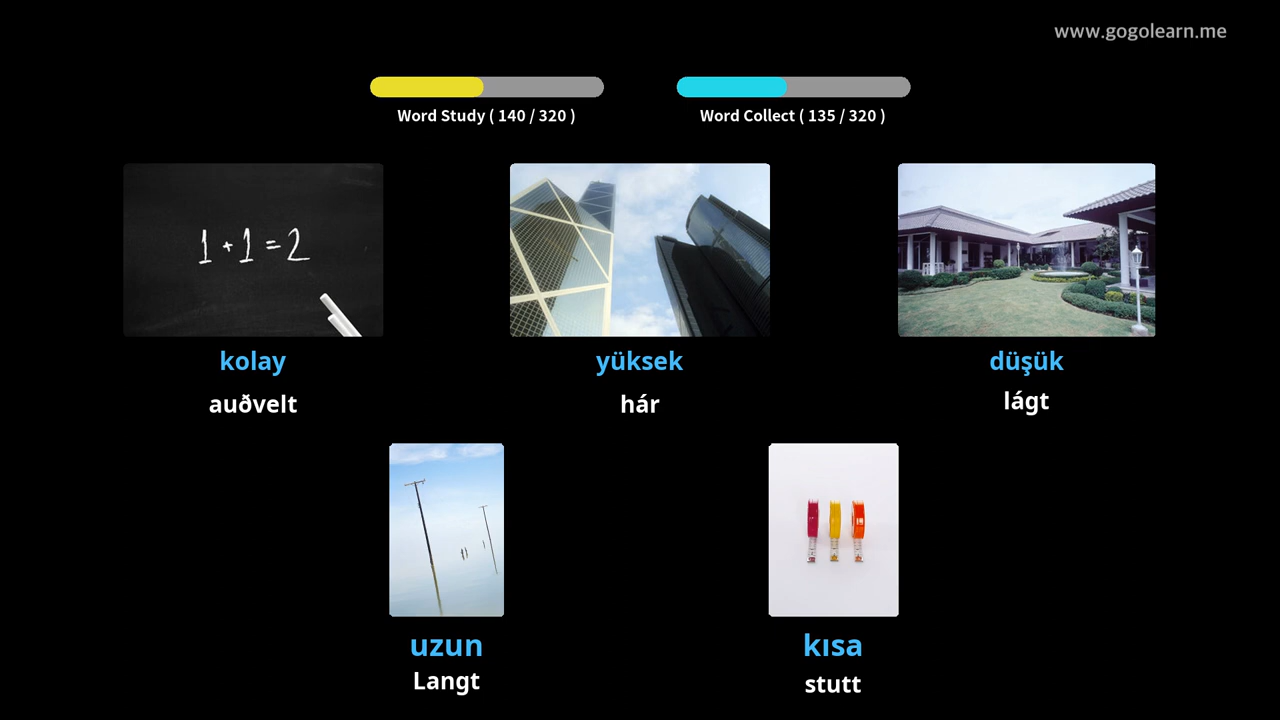 www.gogolearn.me
Word Study ( 140 / 320 )
Word Collect ( 135 / 320 )
1 + 1 = 2
kolay
yüksek
düşük
auðvelt
hár
lágt
uzun
kısa
Langt
stutt